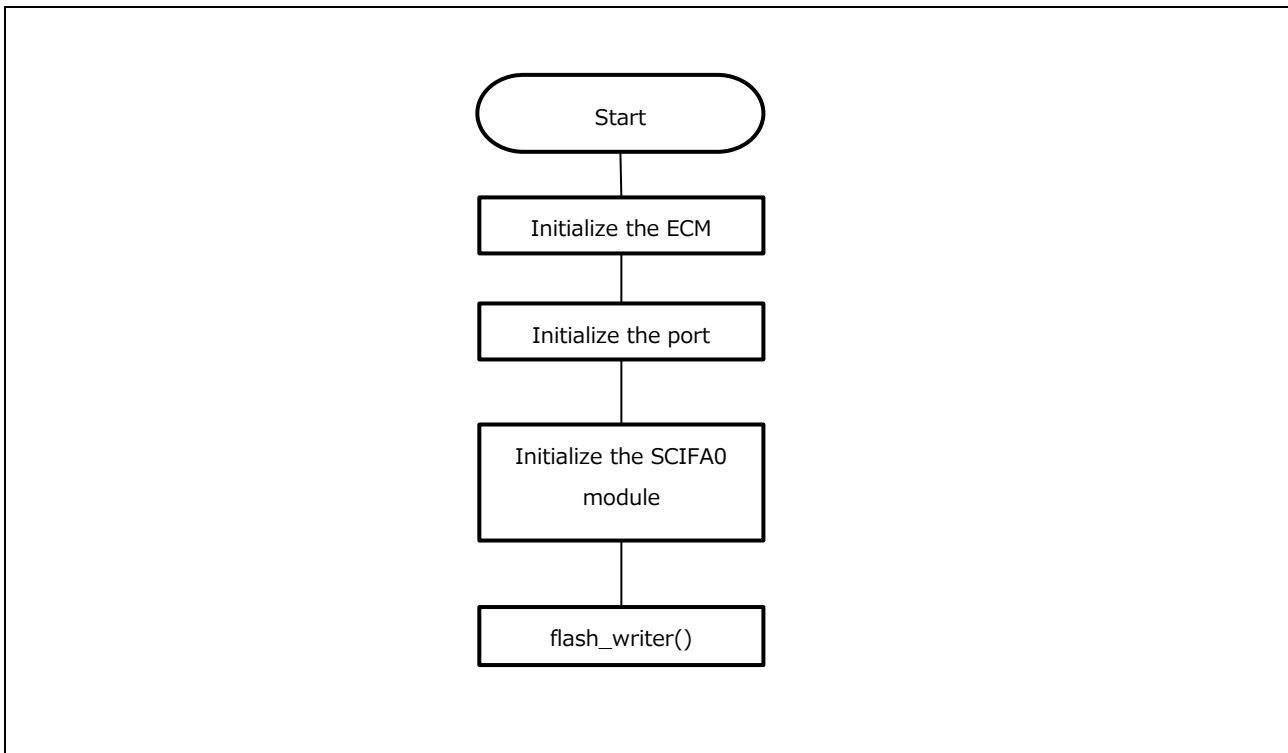 Start
Initialize the ECM
Initialize the port
Initialize the SCIFA0
module
flash_writer()